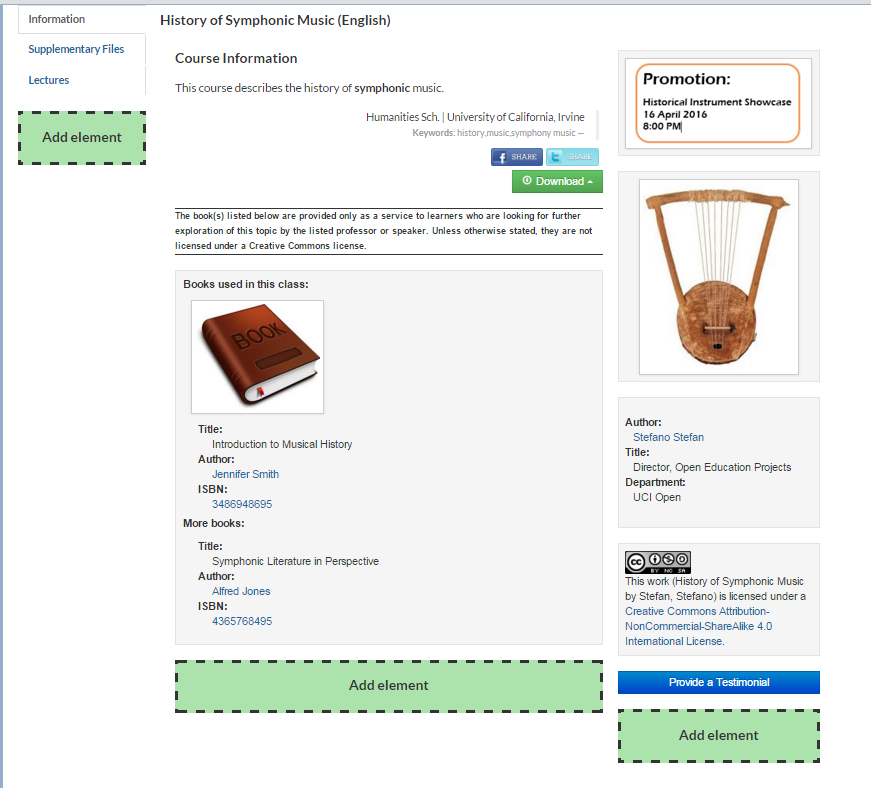 Information
Supplementary Files
Lectures
Add element
History of Symphonic Music (English)
Course Information
This course describes the history of symphonic music.
Humanities Sch. | University of California, Irvine
Keywords: history,music,symphony music —
f SHARE
t SHARE
Download
The book(s) listed below are provided only as a service to learners who are looking for further
exploration of this topic by the listed professor or speaker. Unless otherwise stated, they are not
licensed under a Creative Commons license.
Books used in this class:
BOOK
Title:
Introduction to Musical History
Author:
Jennifer Smith
ISBN:
3486948695
More books:
Title:
Symphonic Literature in Perspective
Author:
Alfred Jones
ISBN:
4365768495
Add element
Promotion:
Historical Instrument Showcase
16 April 2016
8:00 PM
Author:
Stefano Stefan
Title:
Director, Open Education Projects
Department:
UCI Open
cc
BY NC SA
This work (History of Symphonic Music
by Stefan, Stefano) is licensed under a
Creative Commons Attribution-
NonCommercial-ShareAlike 4.0
International License.
Provide a Testimonial
Add element